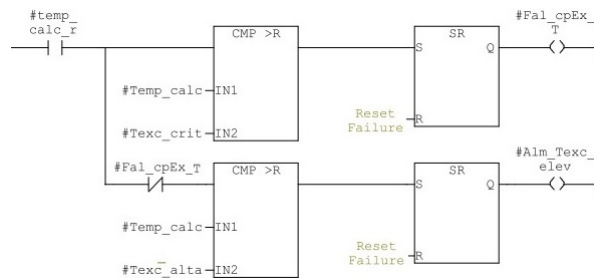 #temp_
calc_r
CMP >R
#Temp_calc
IN1
#Texc_crit
IN2
SR
S
Q
Reset
Failure
R
#Fal_cpEx_
T
#Fal_cpEx_T
CMP >R
#Temp_calc
IN1
#Texc_alta
IN2
SR
S
Q
Reset
Failure
R
#Alm_Texc_
elev